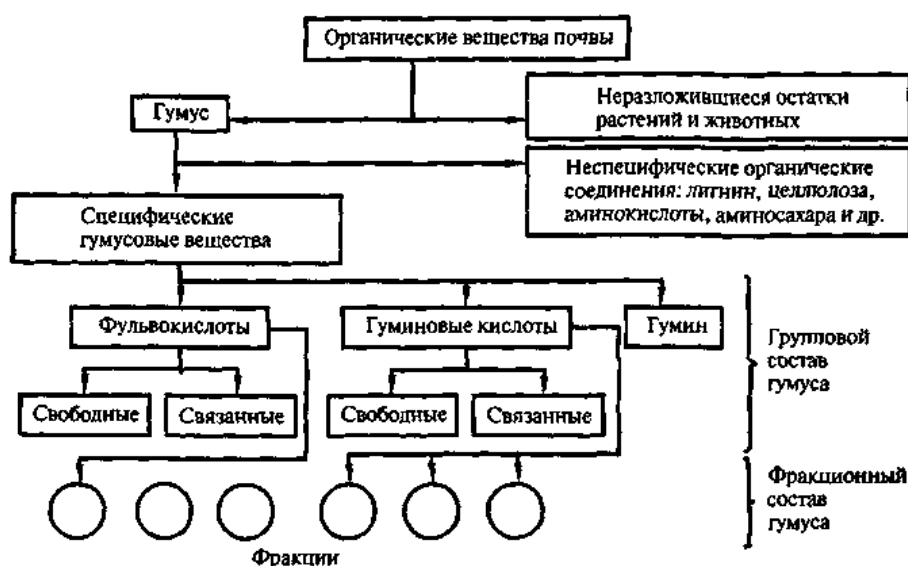 Органические вещества почвы
Гумус
Неразложившиеся остатки
растений и животных
Неспецифические органические
соединения: лигнин, целлюлоза,
аминокислоты, аминосахара и др.
Специфические
гумусовые вещества
Фульвокислоты
Гуминовые кислоты
Гумин
Групповой
состав
гумуса
Свободные
Связанные
Свободные
Связанные
Фракционный
состав
гумуса
Фракции